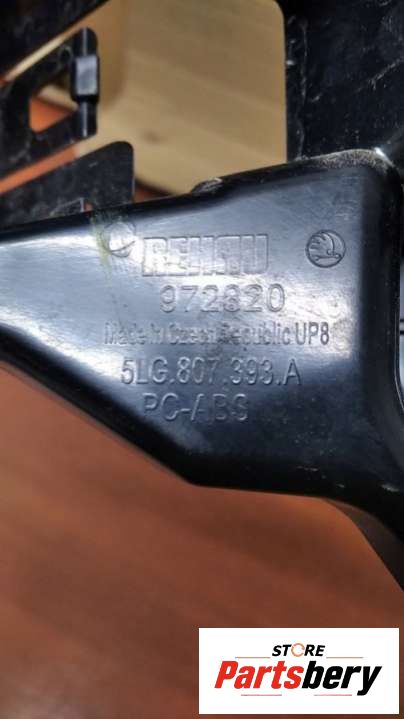 REHAU
972820
Made in Czech Republic UP8
5LG.807.393.A
PC-ABS
STORE
Partsbery